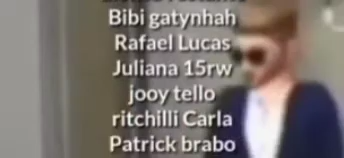 Bibi gatynhah
Rafael Lucas
Juliana 15rw
jooy tello
ritchilli Carla
Patrick brabo